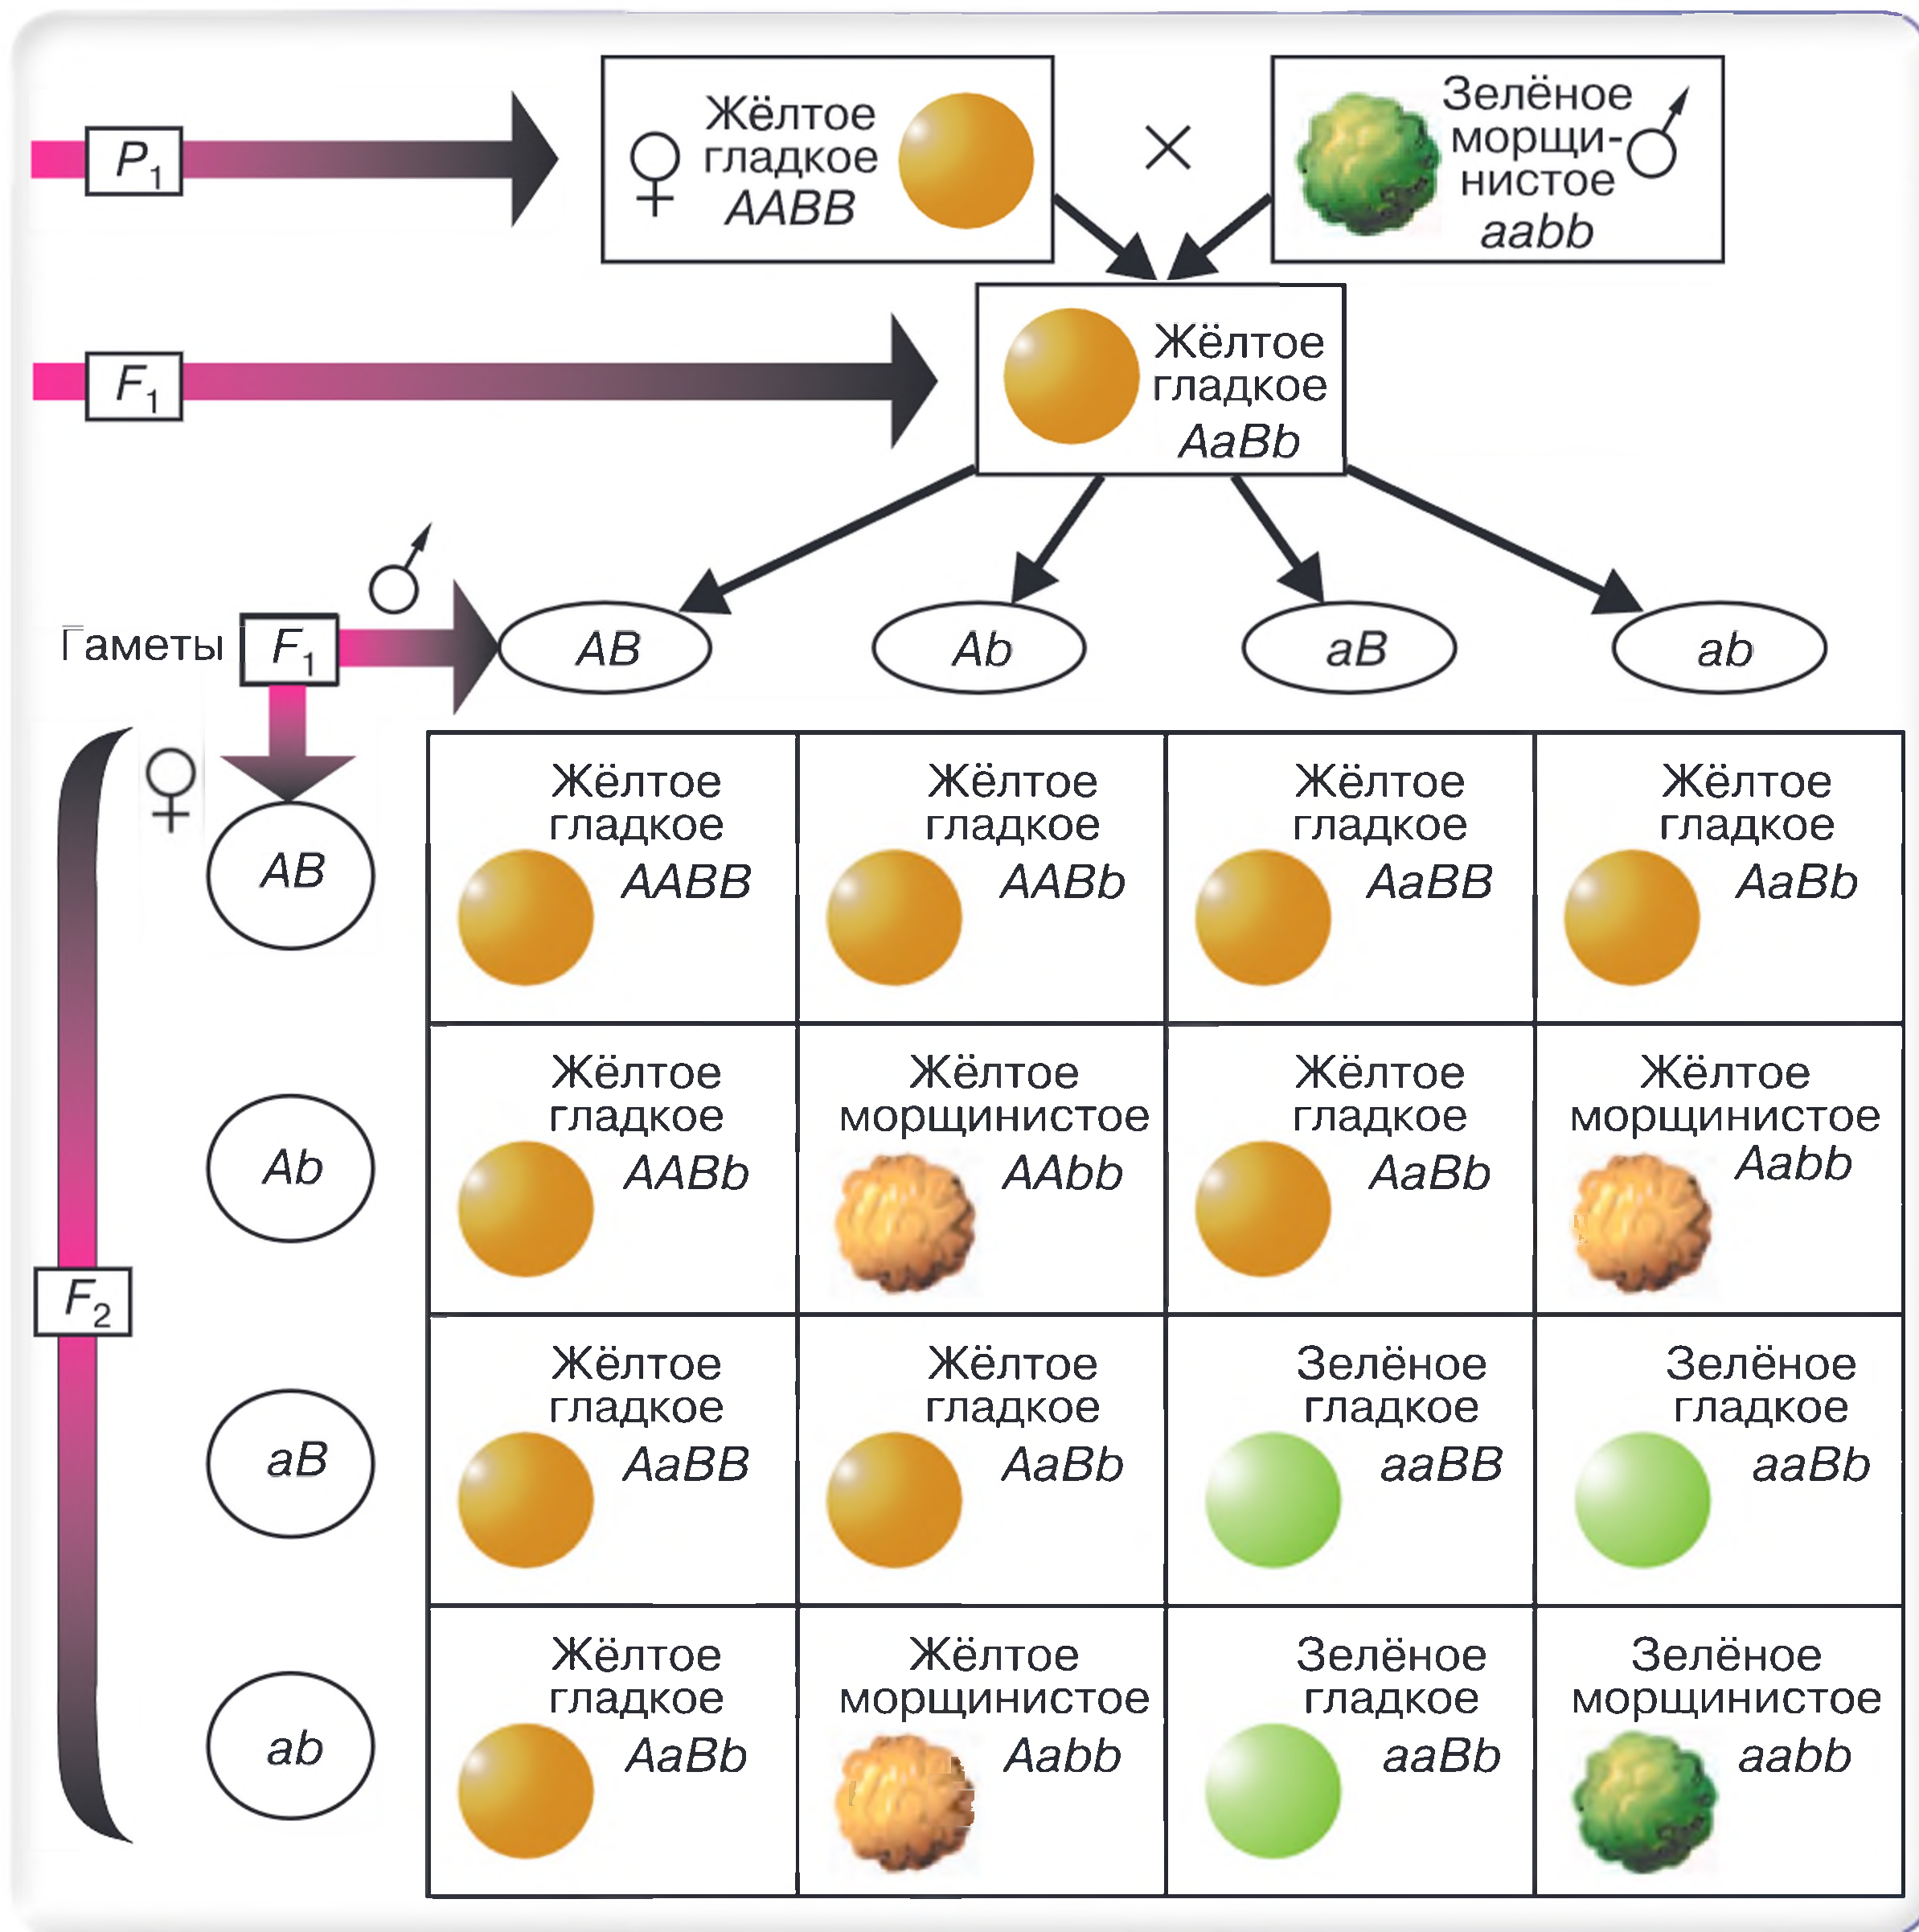 P1
♀ Жёлтое
гладкое
AABB
×
Зелёное ♂
морщи-
нистое
aabb
F1
Жёлтое
гладкое
AaBb
♂
Гаметы F1
AB
Ab
aB
ab
♀
F2
AB
Жёлтое
гладкое
AABB
Жёлтое
гладкое
AABb
Жёлтое
гладкое
AaBB
Жёлтое
гладкое
AaBb
Ab
Жёлтое
гладкое
AABb
Жёлтое
морщинистое
AAbb
Жёлтое
гладкое
AaBb
Жёлтое
морщинистое
Aabb
aB
Жёлтое
гладкое
AaBB
Жёлтое
гладкое
AaBb
Зелёное
гладкое
aaBB
Зелёное
гладкое
aaBb
ab
Жёлтое
гладкое
AaBb
Жёлтое
морщинистое
Aabb
Зелёное
гладкое
aaBb
Зелёное
морщинистое
aabb